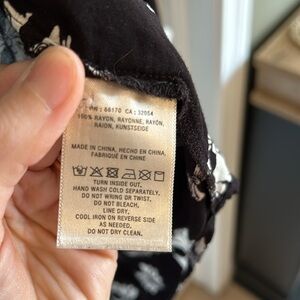 RN : 66170 CA : 32054
100% RAYON, RAYONNE, RAYÓN,
RAION, KUNSTSEIDE
MADE IN CHINA, HECHO EN CHINA,
FABRIQUÉ EN CHINE
TURN INSIDE OUT,
HAND WASH COLD SEPARATELY,
DO NOT WRING OR TWIST,
DO NOT BLEACH,
LINE DRY,
COOL IRON ON REVERSE SIDE
AS NEEDED,
DO NOT DRY CLEAN.